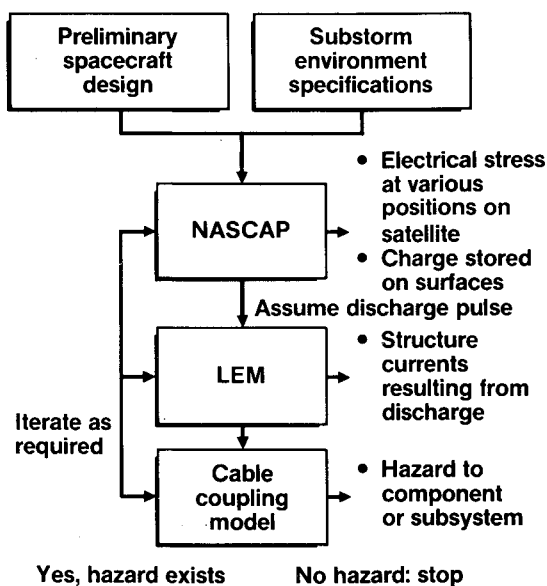 Preliminary
spacecraft
design
Substorm
environment
specifications
NASCAP
• Electrical stress
at various
positions on
satellite
• Charge stored
on surfaces
Assume discharge pulse
LEM
• Structure
currents
resulting from
discharge
Iterate as
required
Cable
coupling
model
• Hazard to
component
or subsystem
Yes, hazard exists
No hazard: stop